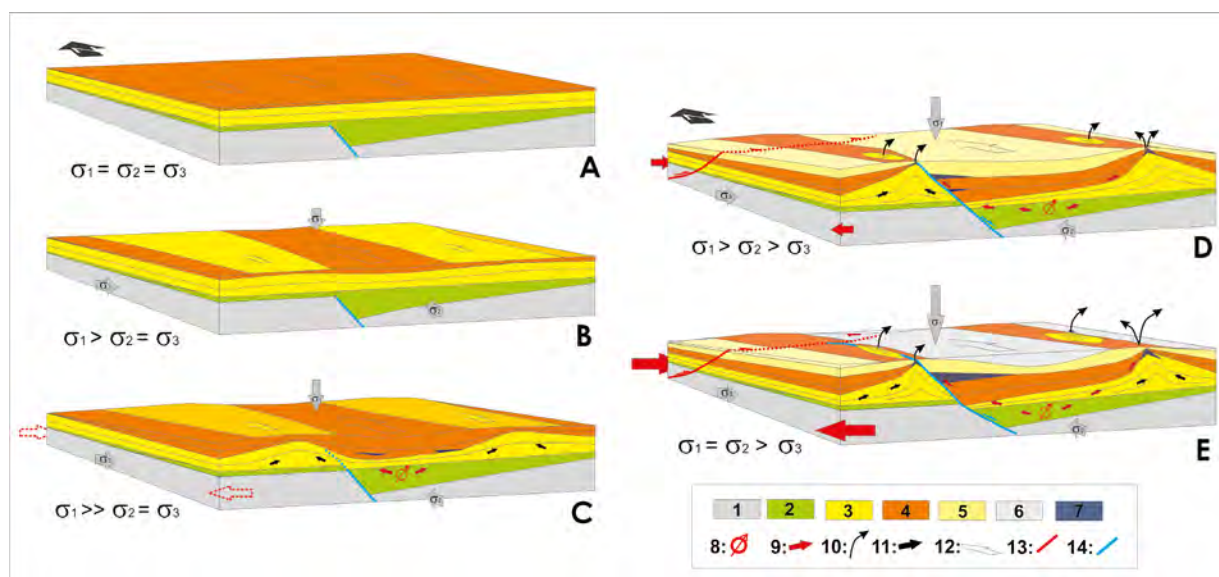 A
σ1 = σ2 = σ3
σ
σ
B
σ1 > σ2 = σ3
σ
C
σ1 >> σ2 = σ3
D
σ1 > σ2 > σ3
σ
E
σ1 = σ2 > σ3
1 2 3 4 5 6 7
8: 9: 10: 11: 12: 13: 14: